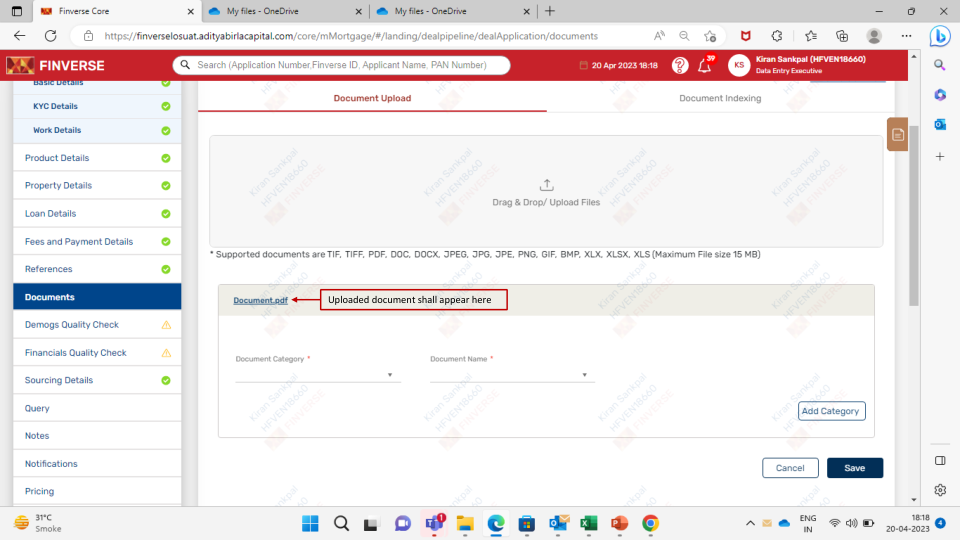 Finverse Core
My files - OneDrive
My files - OneDrive
https://finverselosuat.adityabirlacapital.com/core/mMortgage/#/landing/dealpipeline/dealApplication/documents
FINVERSE
Search (Application Number,Finverse ID, Applicant Name, PAN Number)
20 Apr 2023 18:18
39
KS
Kiran Sankpal (HFVEN18660)
Data Entry Executive
Basic Details
KYC Details
Work Details
Product Details
Property Details
Loan Details
Fees and Payment Details
References
Documents
Demogs Quality Check
Financials Quality Check
Sourcing Details
Query
Notes
Notifications
Pricing
Document Upload
Document Indexing
Drag & Drop/ Upload Files
* Supported documents are TIF, TIFF, PDF, DOC, DOCX, JPEG, JPG, JPE, PNG, GIF, BMP, XLX, XLSX, XLS (Maximum File size 15 MB)
Document.pdf
Uploaded document shall appear here
Document Category *
Document Name *
Add Category
Cancel
Save
Kiran Sankpal
HFVEN18660
FINVERSE
31°C
Smoke
1
ENG
IN
18:18
20-04-2023
4